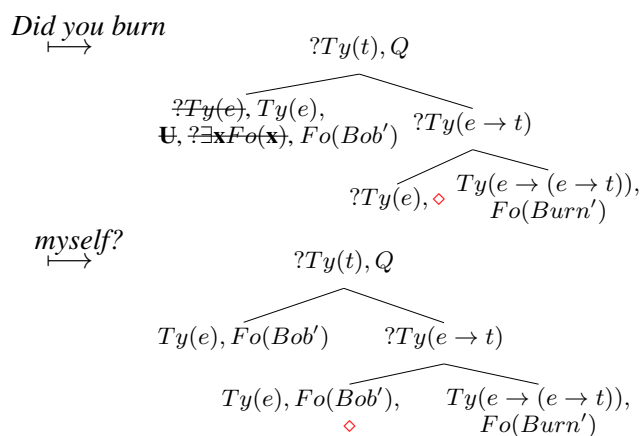 Did you burn
↦ ?Ty(t), Q
?Ty(e), Ty(e),
U, ?∃xFo(x), Fo(Bob′)
?Ty(e → t)
?Ty(e), ◇
Ty(e → (e → t)),
Fo(Burn′)
myself?
↦ ?Ty(t), Q
Ty(e), Fo(Bob′)
?Ty(e → t)
Ty(e), Fo(Bob′),
◇
Ty(e → (e → t)),
Fo(Burn′)